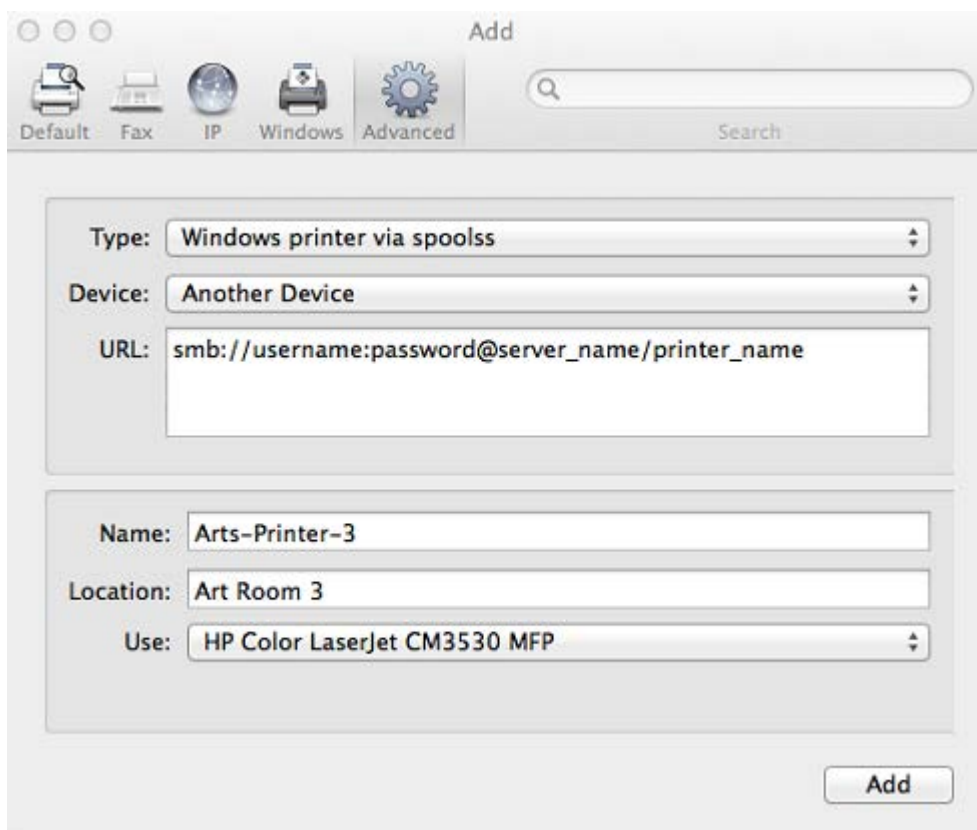 Add
Default Fax IP Windows Advanced Search
Type: Windows printer via spoolss
Device: Another Device
URL: smb://username:password@server_name/printer_name
Name: Arts-Printer-3
Location: Art Room 3
Use: HP Color LaserJet CM3530 MFP
Add